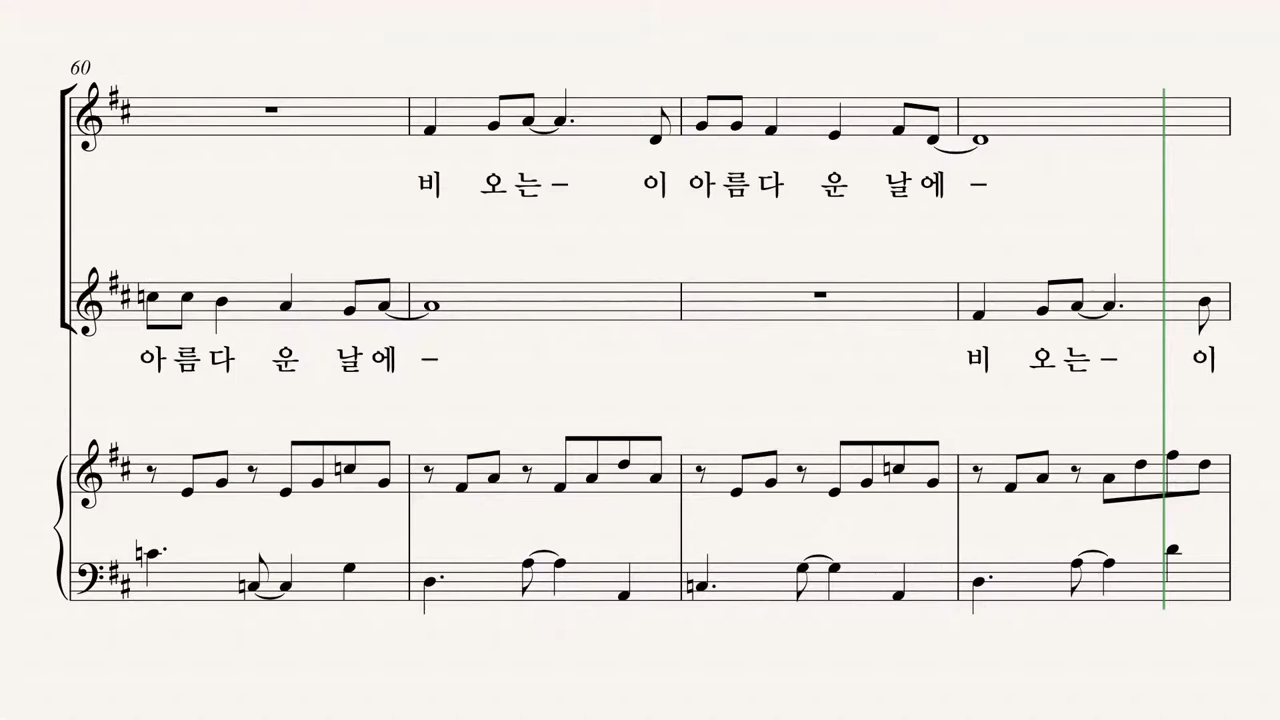 60
비 오는– 이 아름다 운 날에 –
아름다 운 날에 – 비 오는– 이